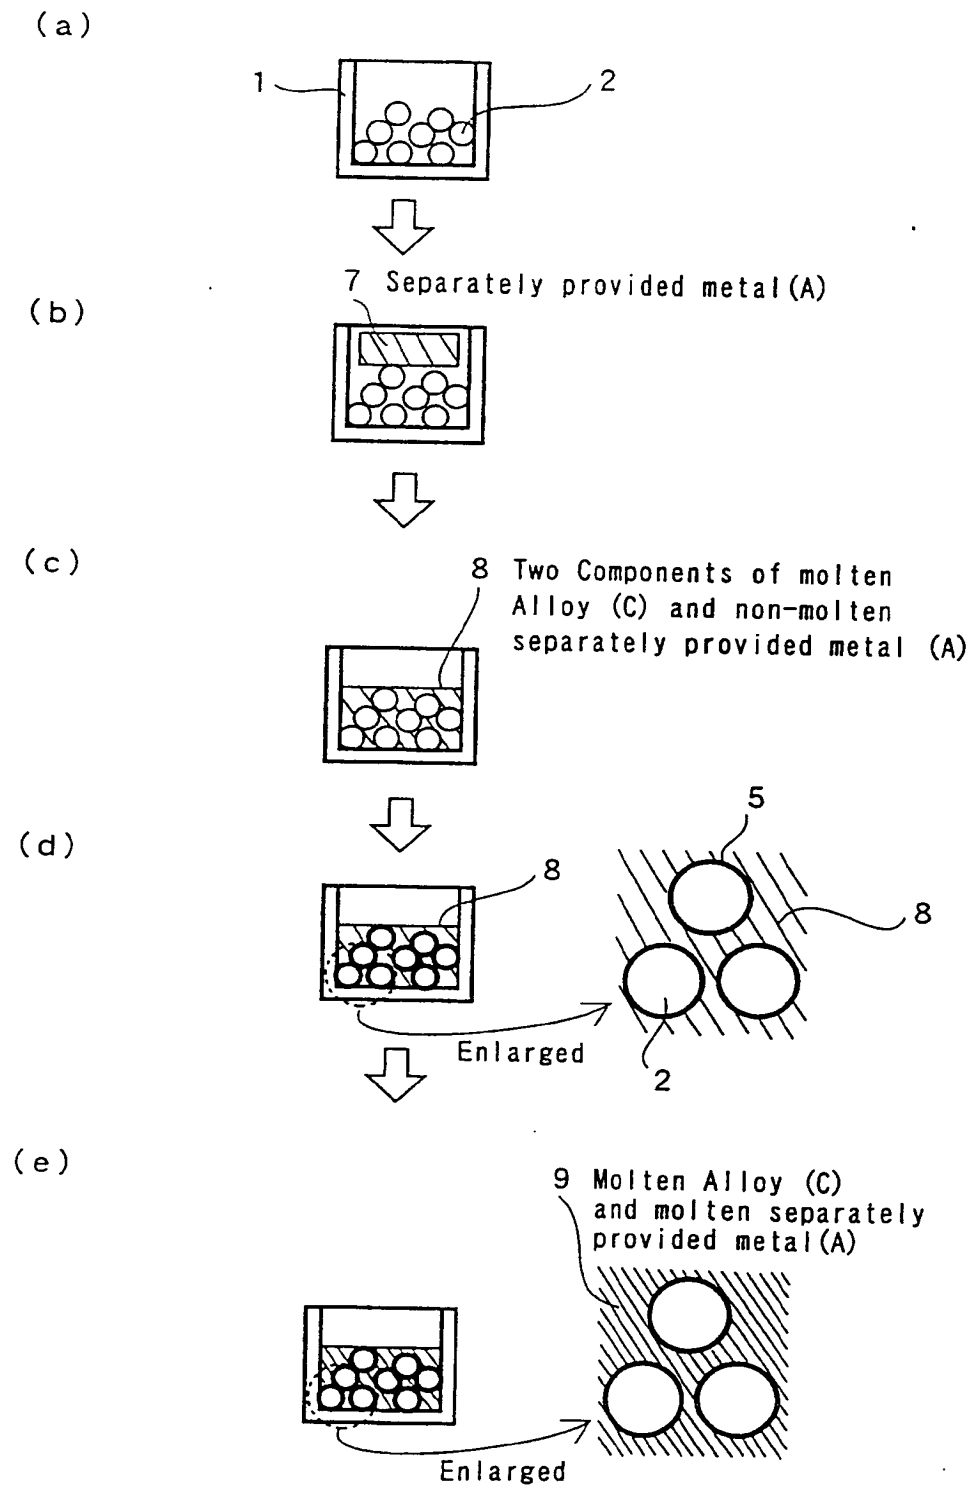 (a)
1
2
7 Separately provided metal(A)
(b)
(c)
8 Two Components of molten
Alloy (C) and non-molten
separately provided metal (A)
5
(d)
8
8
Enlarged
2
(e)
9 Molten Alloy (C)
and molten separately
provided metal(A)
Enlarged